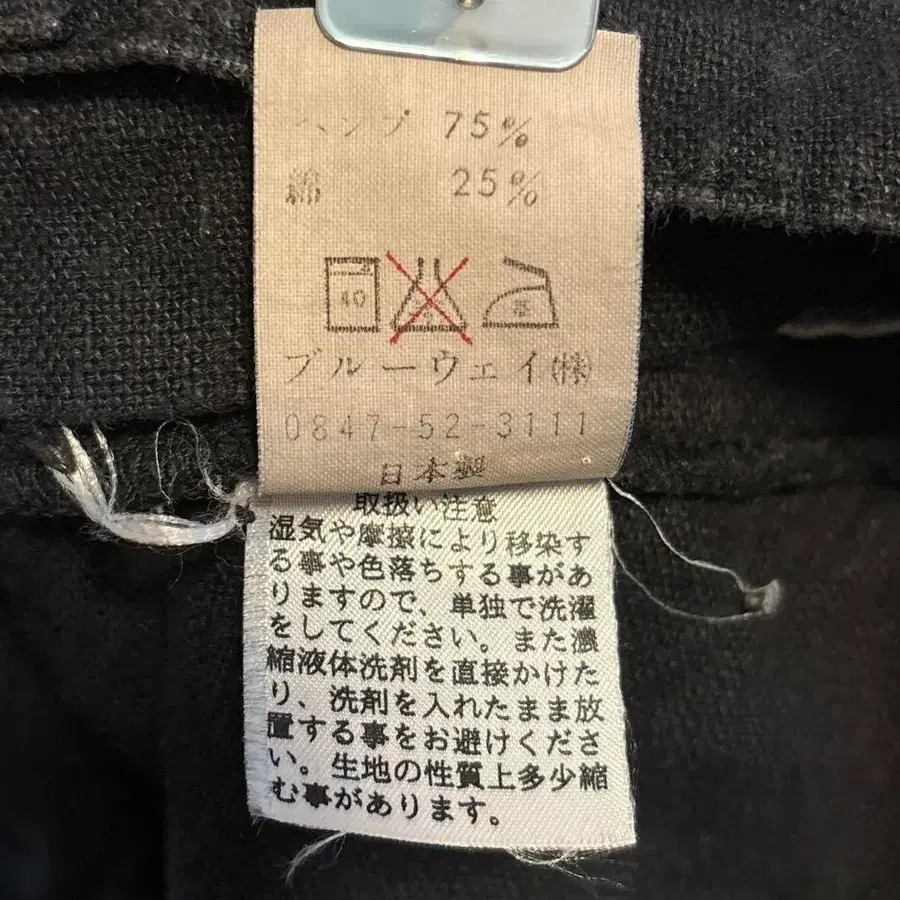 ヘンプ 75%
綿 25%
40
ブルーウェイ㈱
0847-52-3111
日本製
取扱い注意
湿気や摩擦により移染す
る事や色落ちする事があ
りますので、単独で洗濯
をしてください。また濃
縮液体洗剤を直接かけた
り、洗剤を入れたまま放
置する事をお避けくださ
い。生地の性質上多少縮
む事があります。